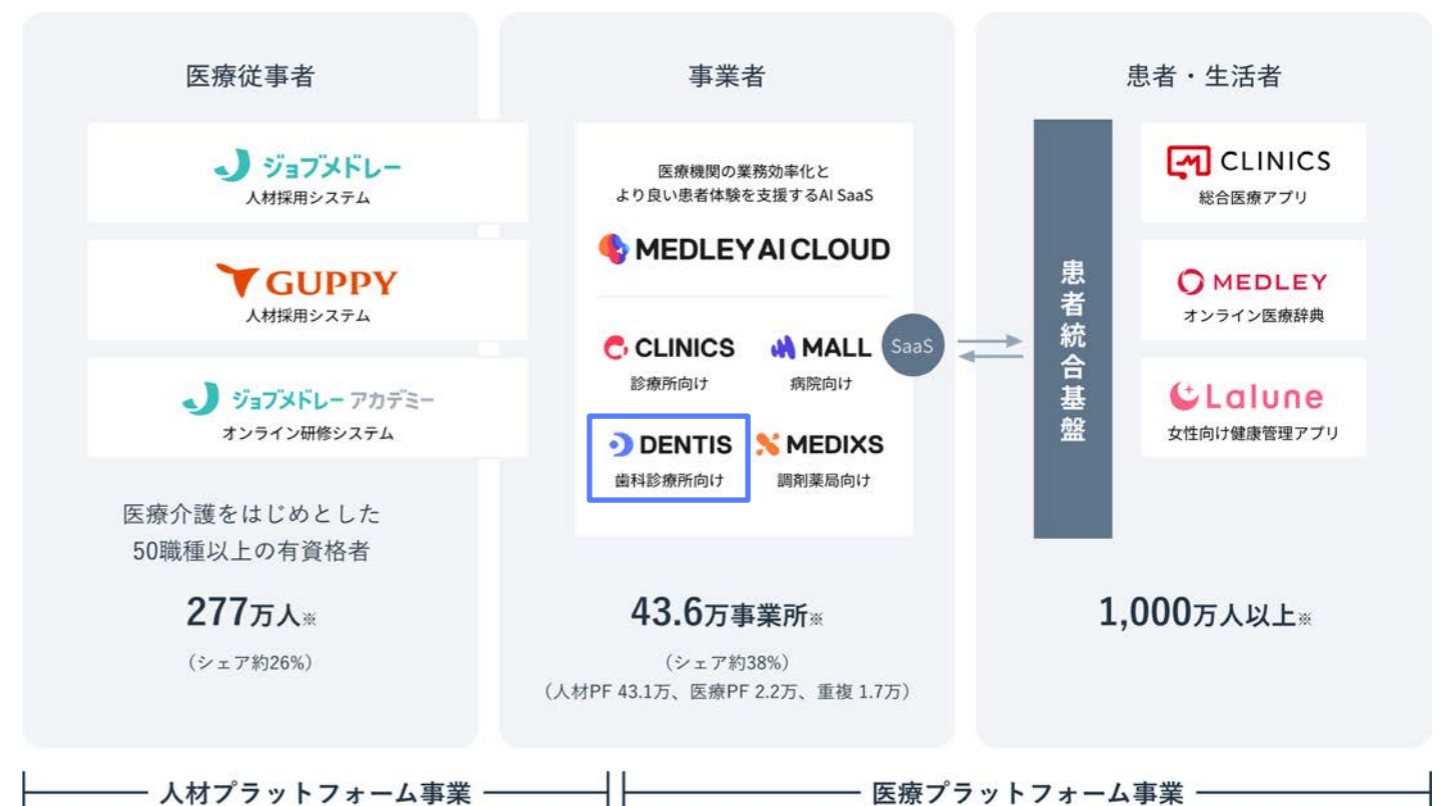 医療従事者
ジョブメドレー
人材採用システム
GUPPY
人材採用システム
ジョブメドレー アカデミー
オンライン研修システム
医療介護をはじめとした
50職種以上の有資格者
277万人※
（シェア約26%）
事業者
医療機関の業務効率化と
より良い患者体験を支援するAI SaaS
MEDLEY AI CLOUD
CLINICS
診療所向け
MALL
病院向け
SaaS
DENTIS
歯科診療所向け
MEDIXS
調剤薬局向け
43.6万事業所※
（シェア約38%）
（人材PF 43.1万、医療PF 2.2万、重複 1.7万）
患者・生活者
患者統合基盤
CLINICS
総合医療アプリ
MEDLEY
オンライン医療辞典
Lalune
女性向け健康管理アプリ
1,000万人以上※
人材プラットフォーム事業
医療プラットフォーム事業